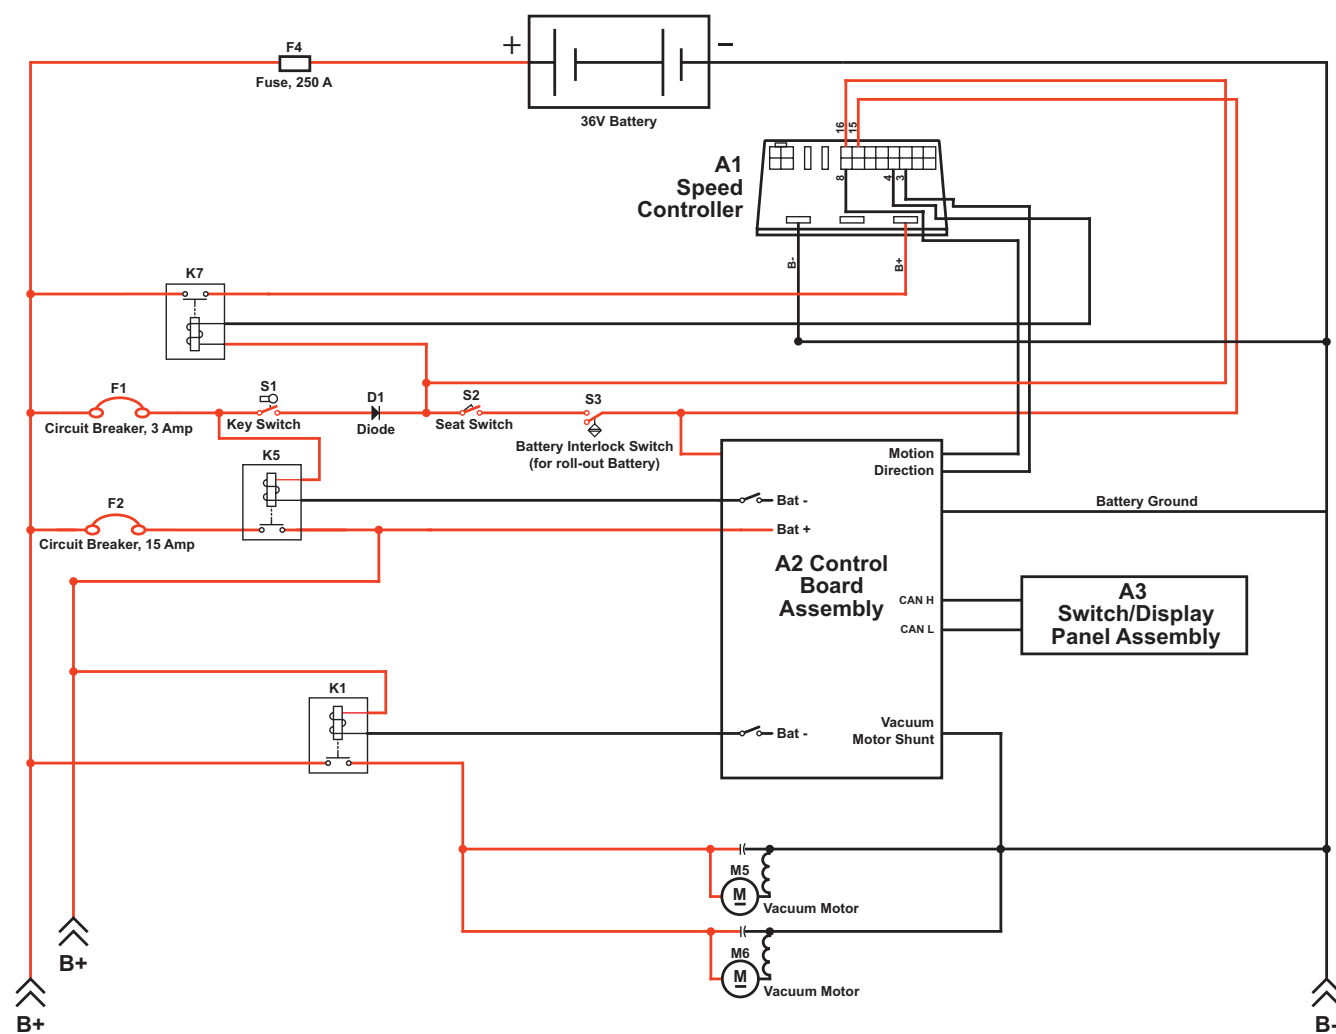 F4
Fuse, 250 A
+
−
36V Battery
16
15
A1
Speed
Controller
8
4
3
B-
B+
K7
F1
Circuit Breaker, 3 Amp
S1
Key Switch
D1
Diode
S2
Seat Switch
S3
Battery Interlock Switch
(for roll-out Battery)
Motion
Direction
K5
Bat -
Battery Ground
F2
Circuit Breaker, 15 Amp
Bat +
A2 Control
Board
Assembly
CAN H
CAN L
A3
Switch/Display
Panel Assembly
K1
Bat -
Vacuum
Motor Shunt
M5
M
Vacuum Motor
M6
M
Vacuum Motor
B+
B+
B-